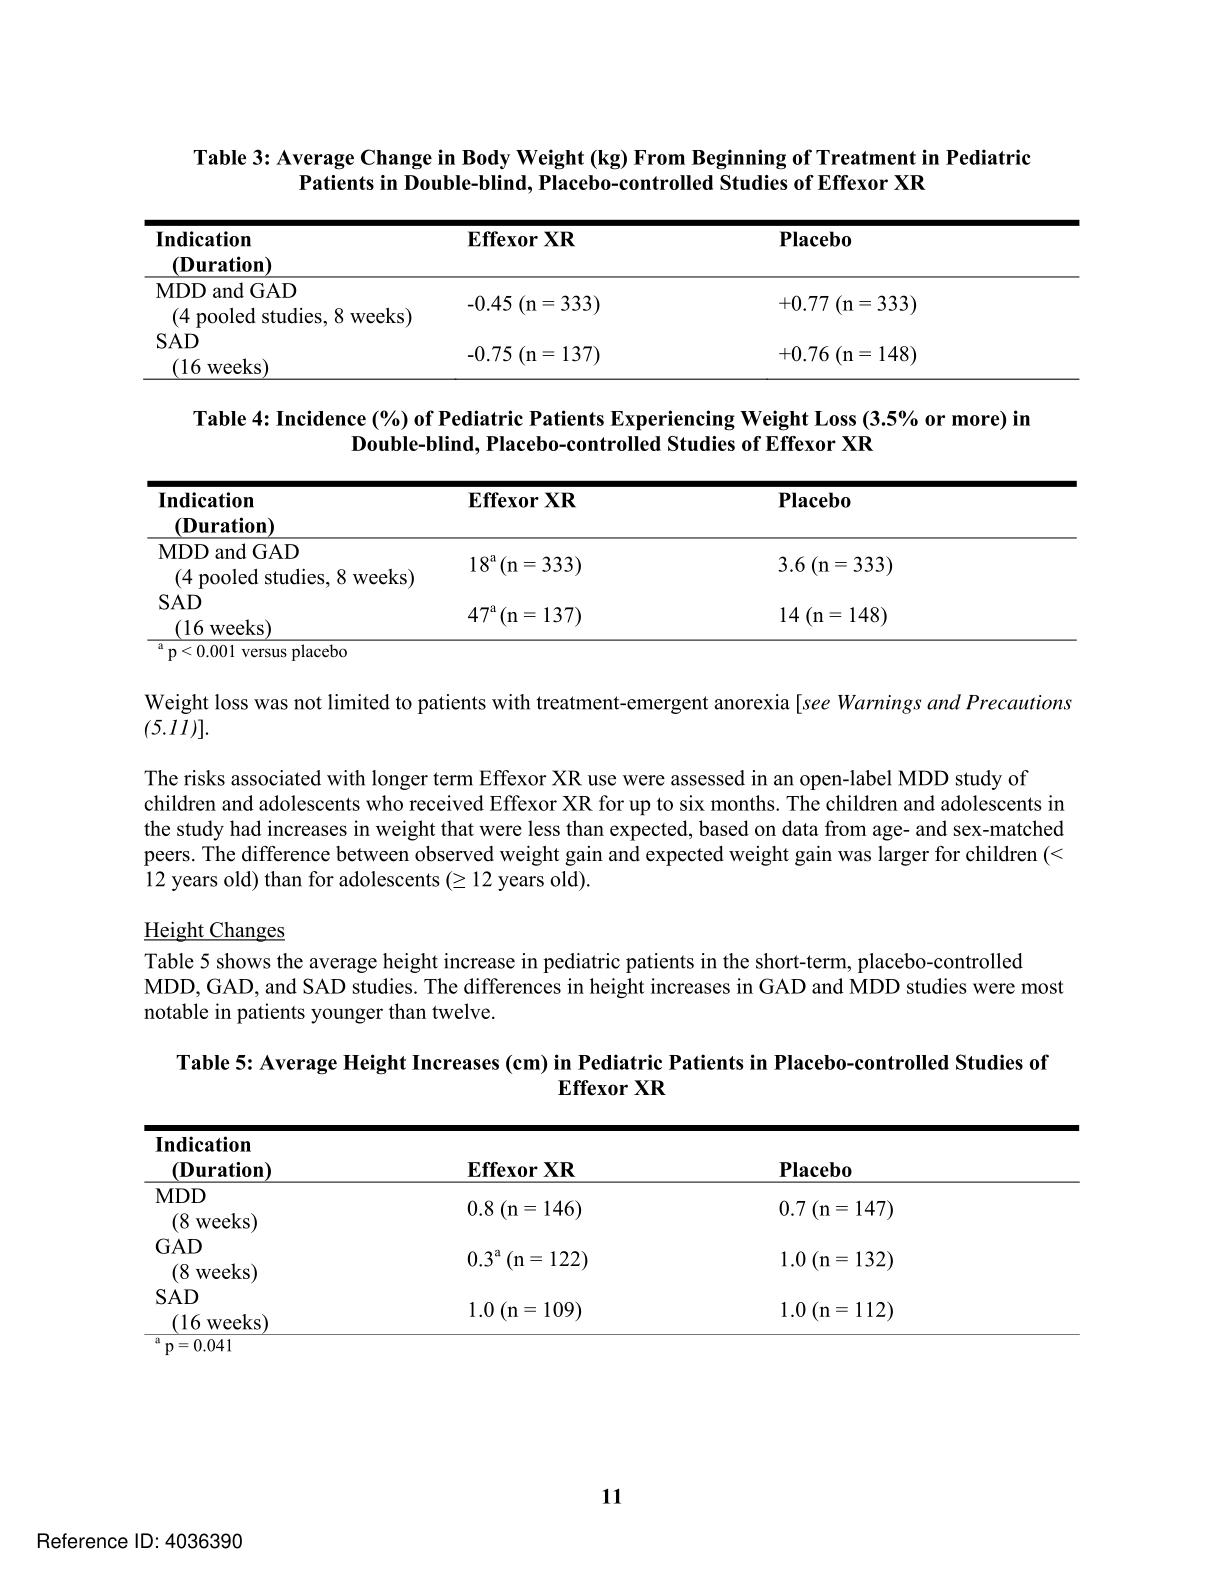 Table 3: Average Change in Body Weight (kg) From Beginning of Treatment in Pediatric
Patients in Double-blind, Placebo-controlled Studies of Effexor XR
Indication Effexor XR Placebo
(Duration)
MDD and GAD
(4 pooled studies, 8 weeks) -0.45 (n = 333) +0.77 (n = 333)
SAD
(16 weeks) -0.75 (n = 137) +0.76 (n = 148)
Table 4: Incidence (%) of Pediatric Patients Experiencing Weight Loss (3.5% or more) in
Double-blind, Placebo-controlled Studies of Effexor XR
Indication Effexor XR Placebo
(Duration)
MDD and GAD
(4 pooled studies, 8 weeks) 18ᵃ (n = 333) 3.6 (n = 333)
SAD
(16 weeks) 47ᵃ (n = 137) 14 (n = 148)
ᵃ p < 0.001 versus placebo
Weight loss was not limited to patients with treatment-emergent anorexia [see Warnings and Precautions
(5.11)].
The risks associated with longer term Effexor XR use were assessed in an open-label MDD study of
children and adolescents who received Effexor XR for up to six months. The children and adolescents in
the study had increases in weight that were less than expected, based on data from age- and sex-matched
peers. The difference between observed weight gain and expected weight gain was larger for children (<
12 years old) than for adolescents (≥ 12 years old).
Height Changes
Table 5 shows the average height increase in pediatric patients in the short-term, placebo-controlled
MDD, GAD, and SAD studies. The differences in height increases in GAD and MDD studies were most
notable in patients younger than twelve.
Table 5: Average Height Increases (cm) in Pediatric Patients in Placebo-controlled Studies of
Effexor XR
Indication
(Duration) Effexor XR Placebo
MDD
(8 weeks) 0.8 (n = 146) 0.7 (n = 147)
GAD
(8 weeks) 0.3ᵃ (n = 122) 1.0 (n = 132)
SAD
(16 weeks) 1.0 (n = 109) 1.0 (n = 112)
ᵃ p = 0.041
11
Reference ID: 4036390